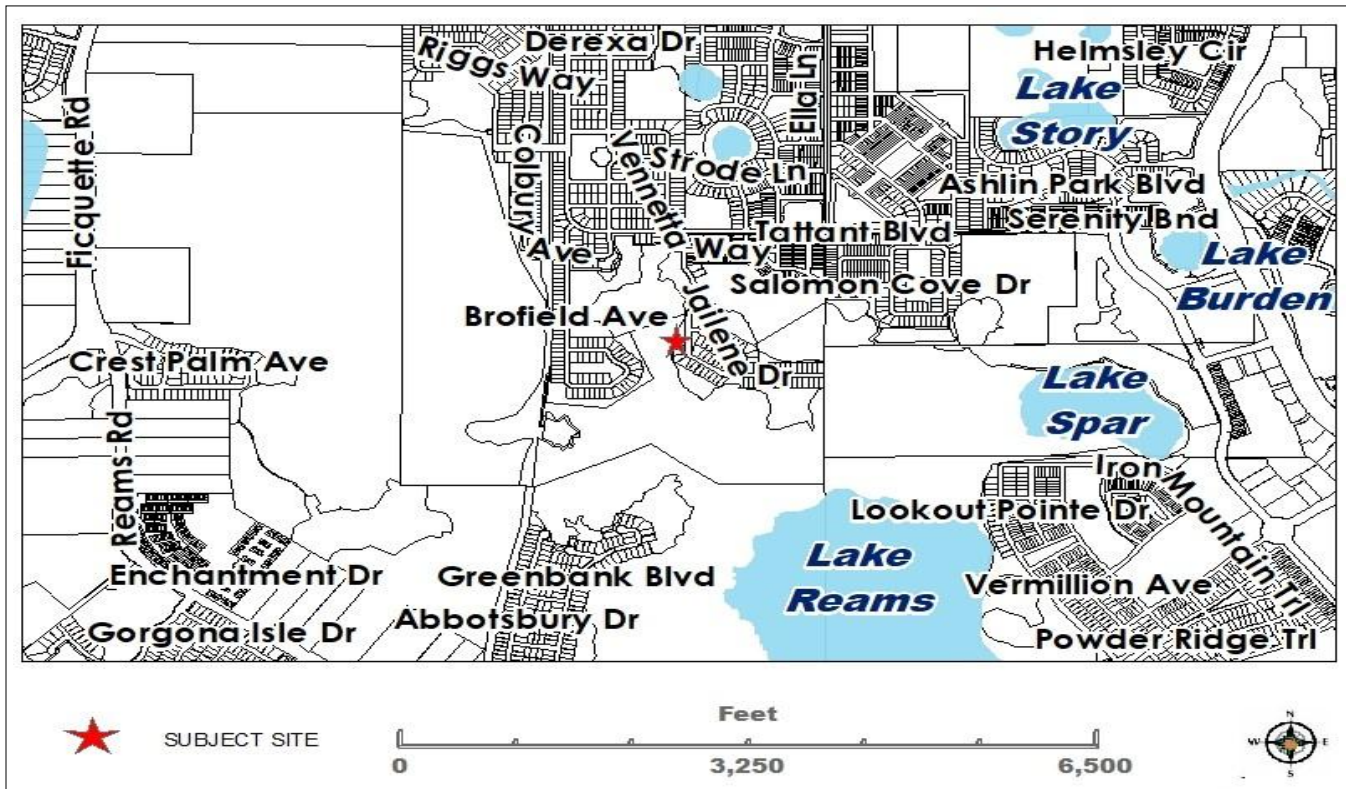 Riggs Way
Derexa Dr
Ella Ln
Helmsley Cir
Lake
Story
Ficquette Rd
Colbury
Ave
Vennetta
Way
Strode Ln
Ashlin Park Blvd
Serenity Bnd
Tattant Blvd
Lake
Burden
Salomon Cove Dr
Brofield Ave
Jailene
Dr
Crest Palm Ave
Lake
Spar
Reams Rd
Iron
Mountain Trl
Lookout Pointe Dr
Lake
Reams
Enchantment Dr
Greenbank Blvd
Vermillion Ave
Gorgona Isle Dr
Abbotsbury Dr
Powder Ridge Trl
SUBJECT SITE
Feet
0 3,250 6,500
N
W E
S